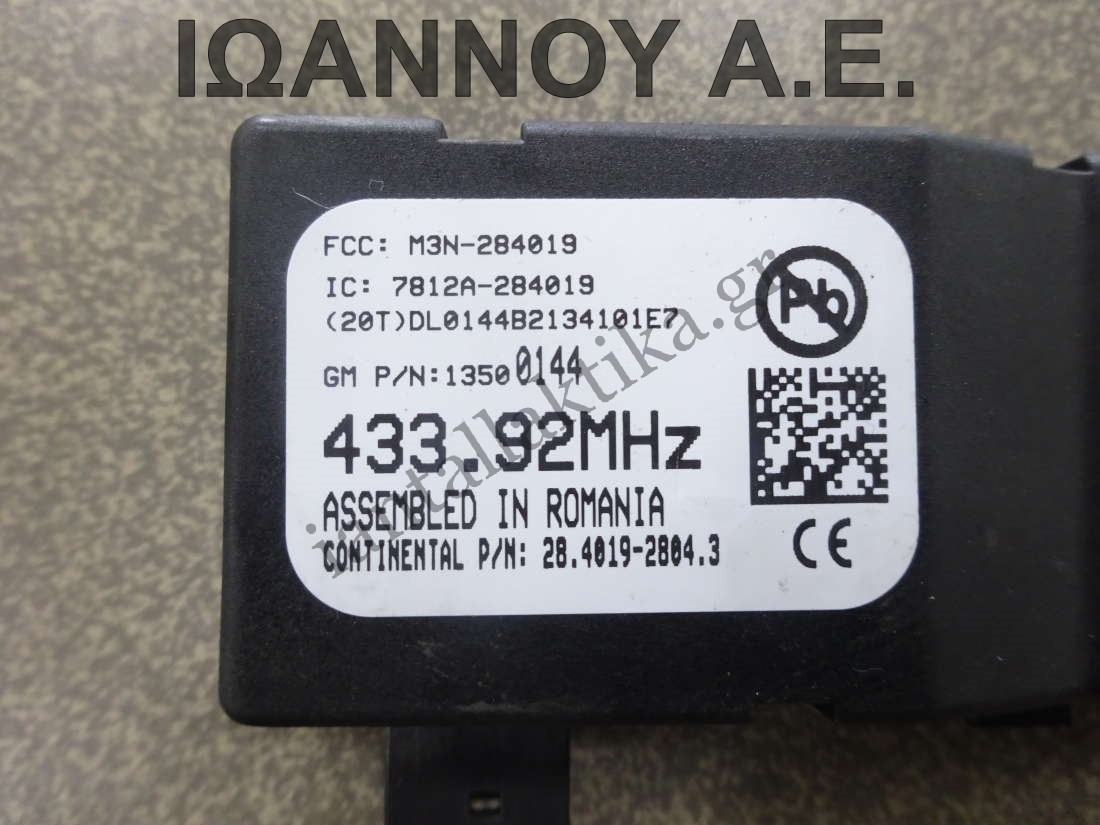 ΙΩΑΝΝΟΥ Α.Ε.
FCC: M3N-284019
IC: 7812A-284019
(20T)DL0144B2134101E7
GM P/N:13500144
Pb
433.92MHz
ASSEMBLED IN ROMANIA
CONTINENTAL P/N: 28.4019-2804.3
CE
iantallaktika.gr